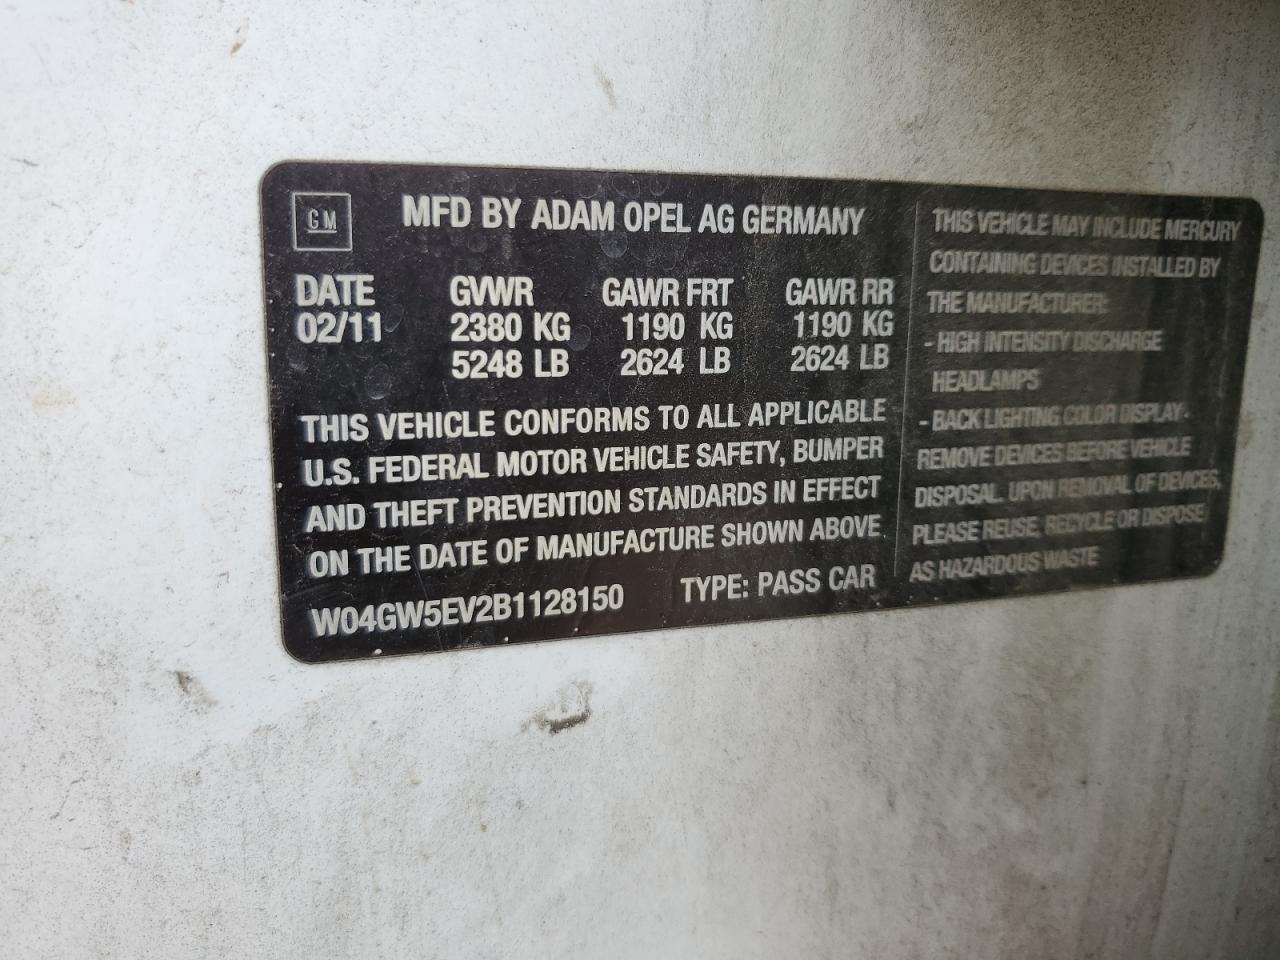 GM
MFD BY ADAM OPEL AG GERMANY
DATE GVWR GAWR FRT GAWR RR
02/11 2380 KG 1190 KG 1190 KG
5248 LB 2624 LB 2624 LB
THIS VEHICLE CONFORMS TO ALL APPLICABLE
U.S. FEDERAL MOTOR VEHICLE SAFETY, BUMPER
AND THEFT PREVENTION STANDARDS IN EFFECT
ON THE DATE OF MANUFACTURE SHOWN ABOVE
W04GW5EV2B1128150 TYPE: PASS CAR
THIS VEHICLE MAY INCLUDE MERCURY
CONTAINING DEVICES INSTALLED BY
THE MANUFACTURER:
- HIGH INTENSITY DISCHARGE
HEADLAMPS
- BACK LIGHTING COLOR DISPLAY.
REMOVE DEVICES BEFORE VEHICLE
DISPOSAL. UPON REMOVAL OF DEVICES,
PLEASE REUSE, RECYCLE OR DISPOSE
AS HAZARDOUS WASTE